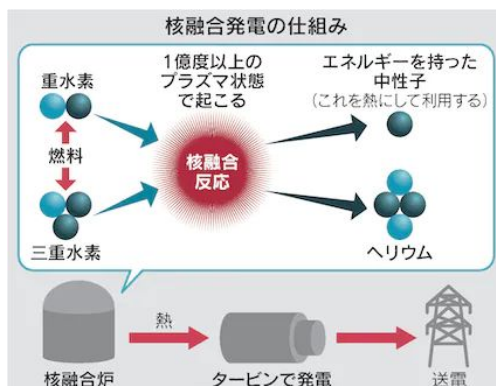 核融合発電の仕組み
重水素
燃料
三重水素
1億度以上の
プラズマ状態
で起こる
核融合
反応
エネルギーを持った
中性子
(これを熱にして利用する)
ヘリウム
熱
核融合炉
タービンで発電
送電